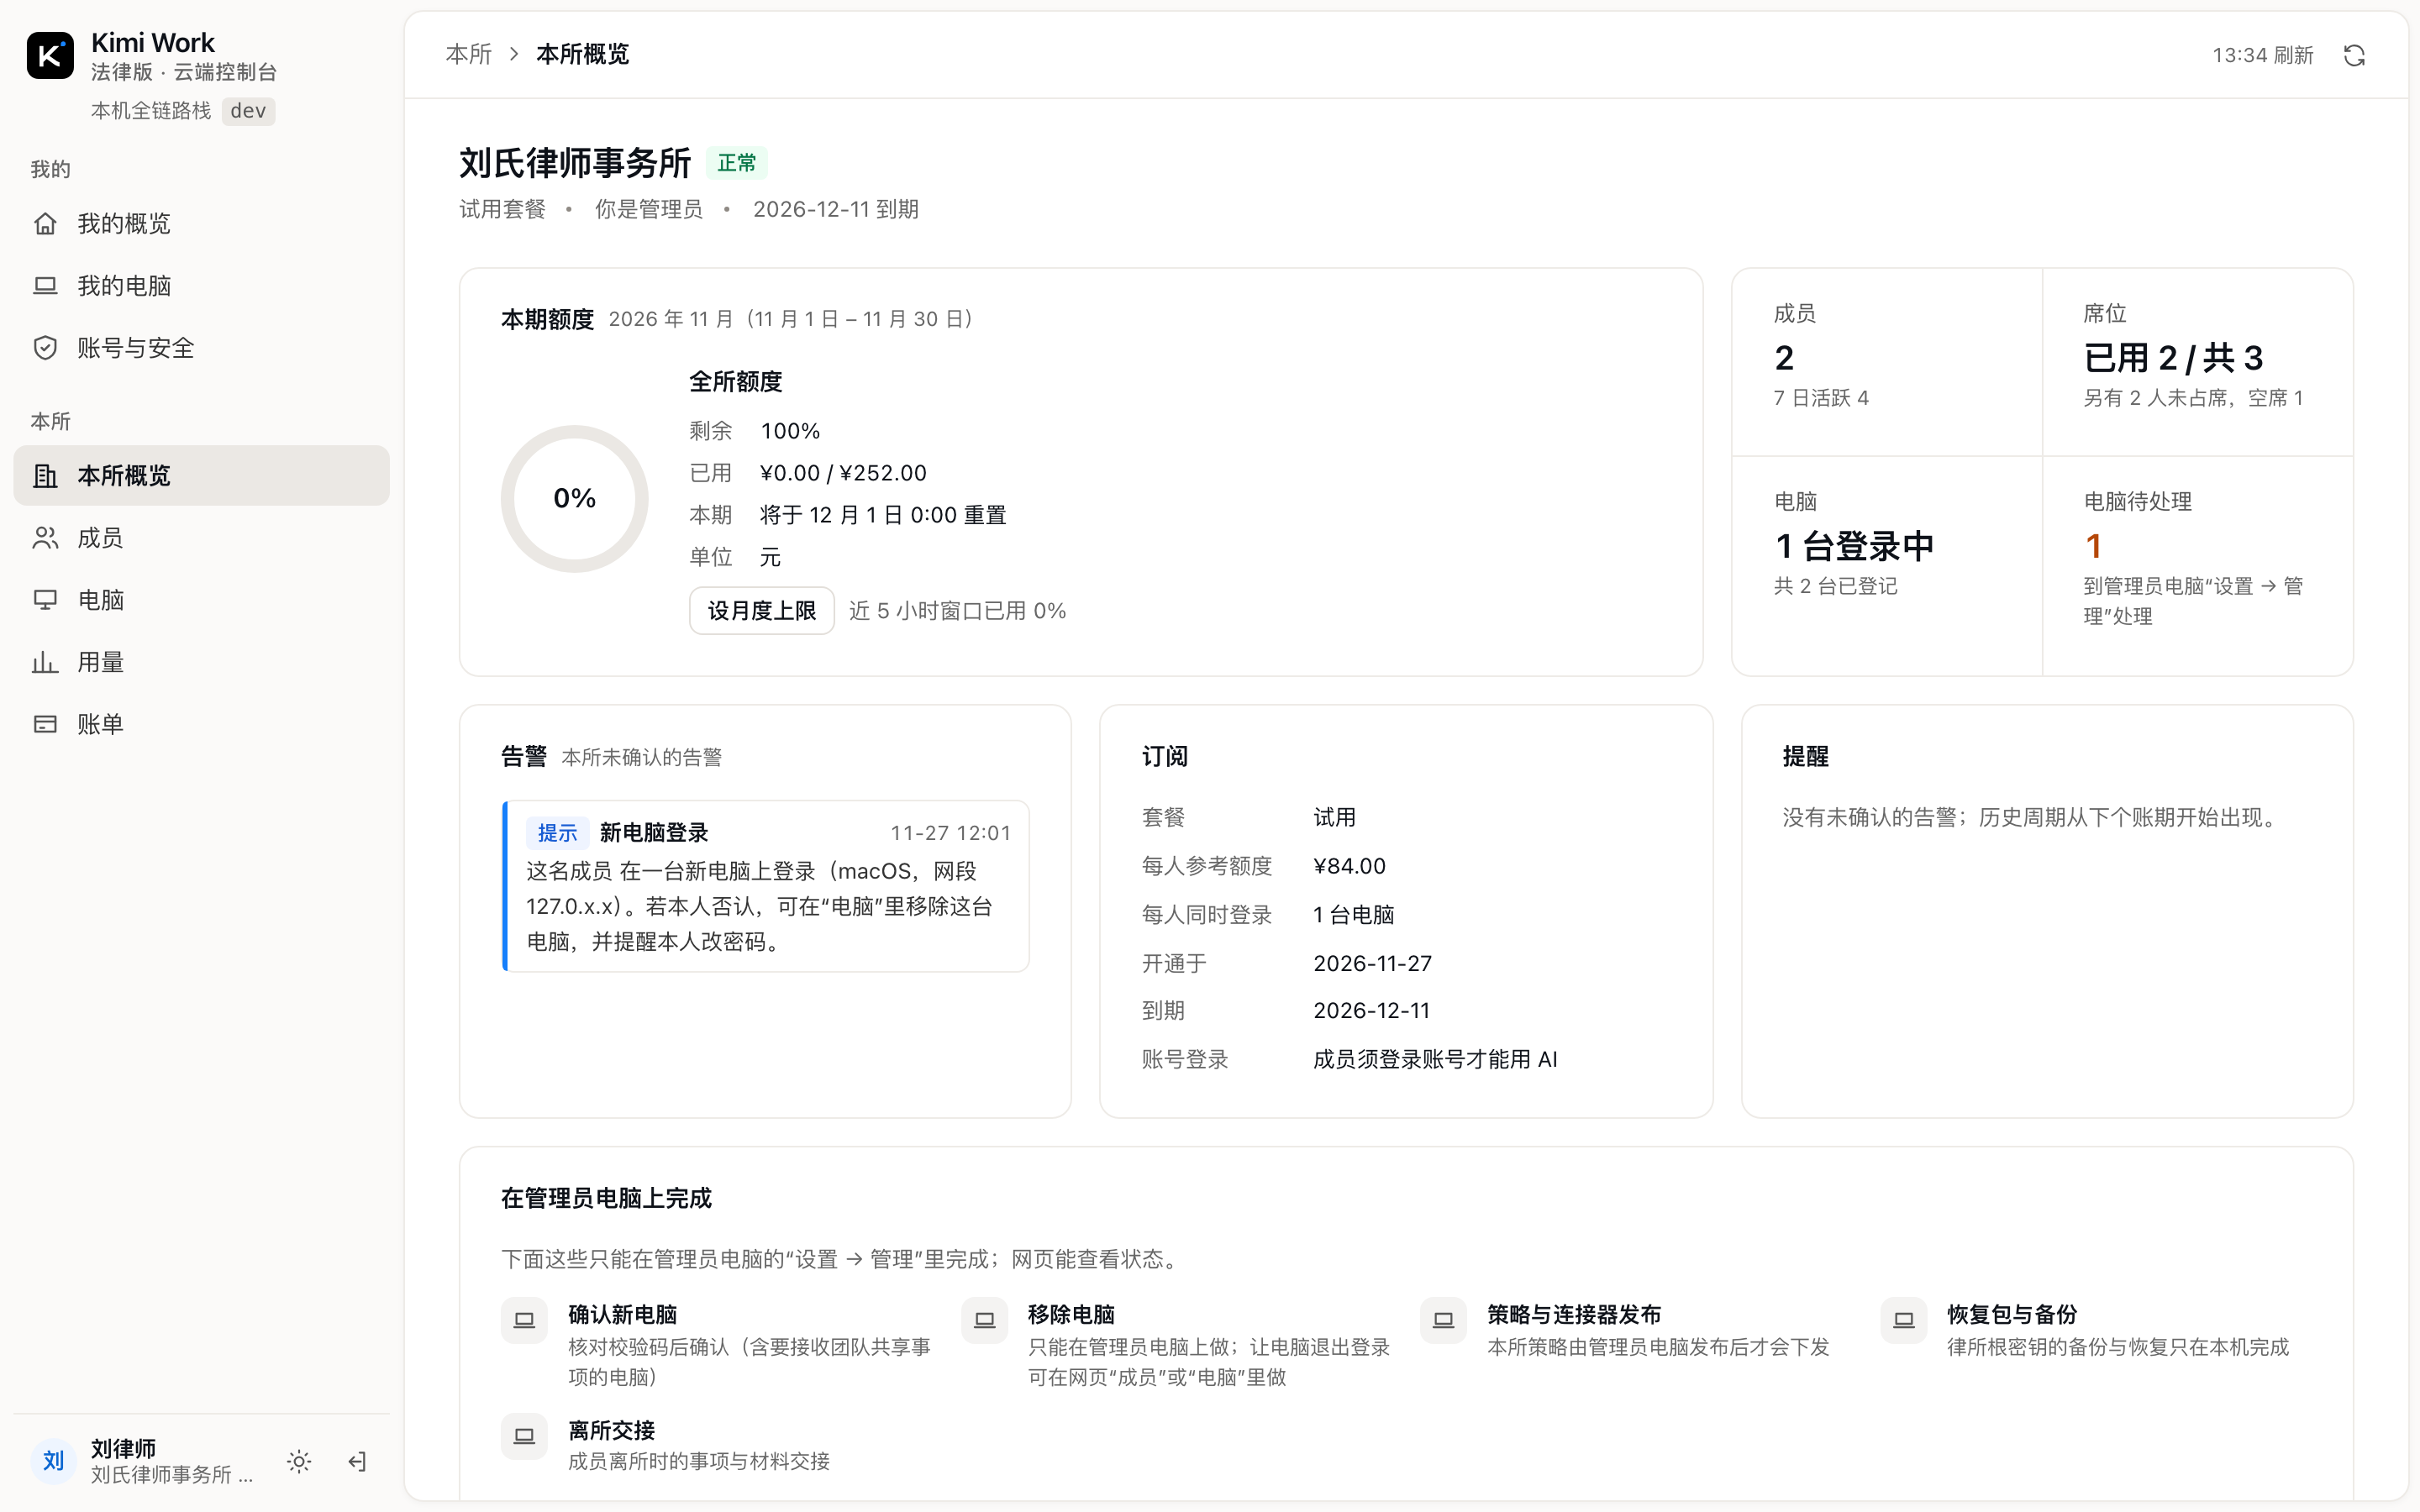 Kimi Work
法律版 · 云端控制台
本机全链路栈 dev
我的
我的概览
我的电脑
账号与安全
本所
本所概览
成员
电脑
用量
账单
刘
刘律师
刘氏律师事务所 ...
本所 > 本所概览
13:34 刷新
刘氏律师事务所 正常
试用套餐 • 你是管理员 • 2026-12-11 到期
本期额度 2026 年 11 月（11 月 1 日 – 11 月 30 日）
0%
全所额度
剩余 100%
已用 ¥0.00 / ¥252.00
本期 将于 12 月 1 日 0:00 重置
单位 元
设月度上限 近 5 小时窗口已用 0%
成员
2
7 日活跃 4
席位
已用 2 / 共 3
另有 2 人未占席，空席 1
电脑
1 台登录中
共 2 台已登记
电脑待处理
1
到管理员电脑“设置 → 管
理”处理
告警 本所未确认的告警
提示 新电脑登录 11-27 12:01
这名成员 在一台新电脑上登录（macOS，网段
127.0.x.x）。若本人否认，可在“电脑”里移除这台
电脑，并提醒本人改密码。
订阅
套餐 试用
每人参考额度 ¥84.00
每人同时登录 1 台电脑
开通于 2026-11-27
到期 2026-12-11
账号登录 成员须登录账号才能用 AI
提醒
没有未确认的告警；历史周期从下个账期开始出现。
在管理员电脑上完成
下面这些只能在管理员电脑的“设置 → 管理”里完成；网页能查看状态。
确认新电脑
核对校验码后确认（含要接收团队共享事
项的电脑）
移除电脑
只能在管理员电脑上做；让电脑退出登录
可在网页“成员”或“电脑”里做
策略与连接器发布
本所策略由管理员电脑发布后才会下发
恢复包与备份
律所根密钥的备份与恢复只在本机完成
离所交接
成员离所时的事项与材料交接